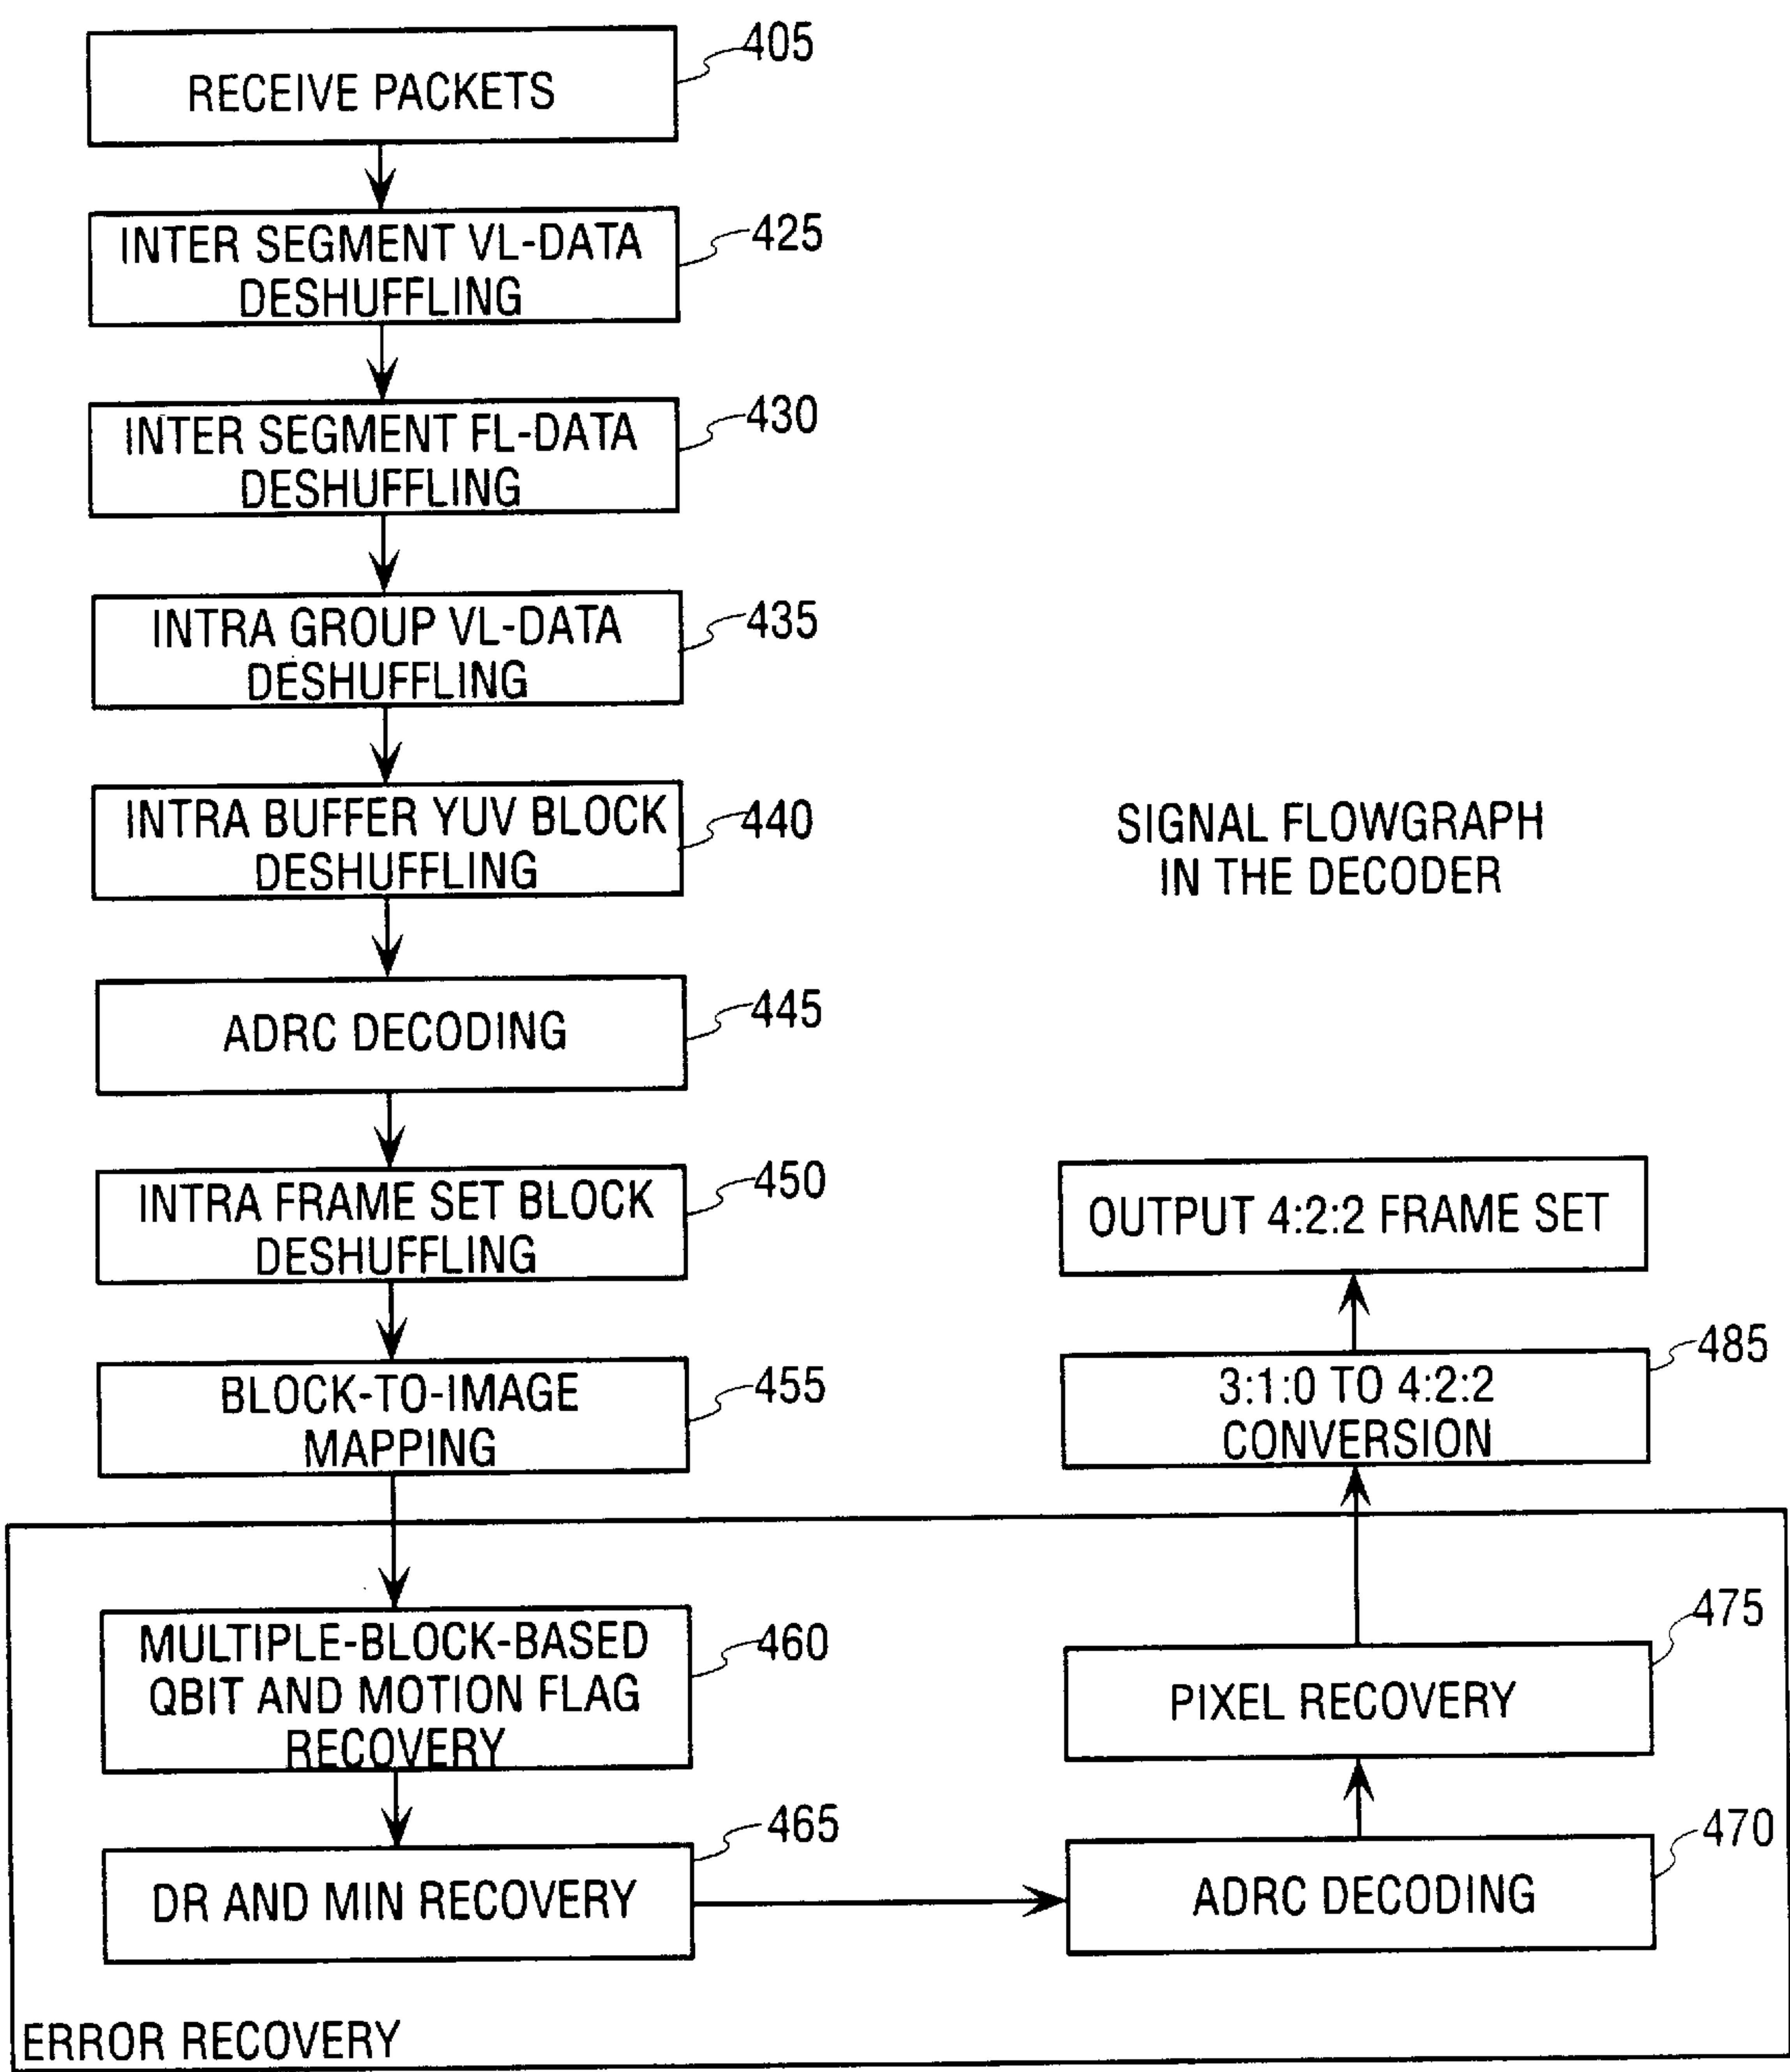 RECEIVE PACKETS
405
INTER SEGMENT VL-DATA
DESHUFFLING
425
INTER SEGMENT FL-DATA
DESHUFFLING
430
INTRA GROUP VL-DATA
DESHUFFLING
435
INTRA BUFFER YUV BLOCK
DESHUFFLING
440
SIGNAL FLOWGRAPH
IN THE DECODER
ADRC DECODING
445
INTRA FRAME SET BLOCK
DESHUFFLING
450
BLOCK-TO-IMAGE
MAPPING
455
MULTIPLE-BLOCK-BASED
QBIT AND MOTION FLAG
RECOVERY
460
DR AND MIN RECOVERY
465
ADRC DECODING
470
PIXEL RECOVERY
475
3:1:0 TO 4:2:2
CONVERSION
485
OUTPUT 4:2:2 FRAME SET
ERROR RECOVERY